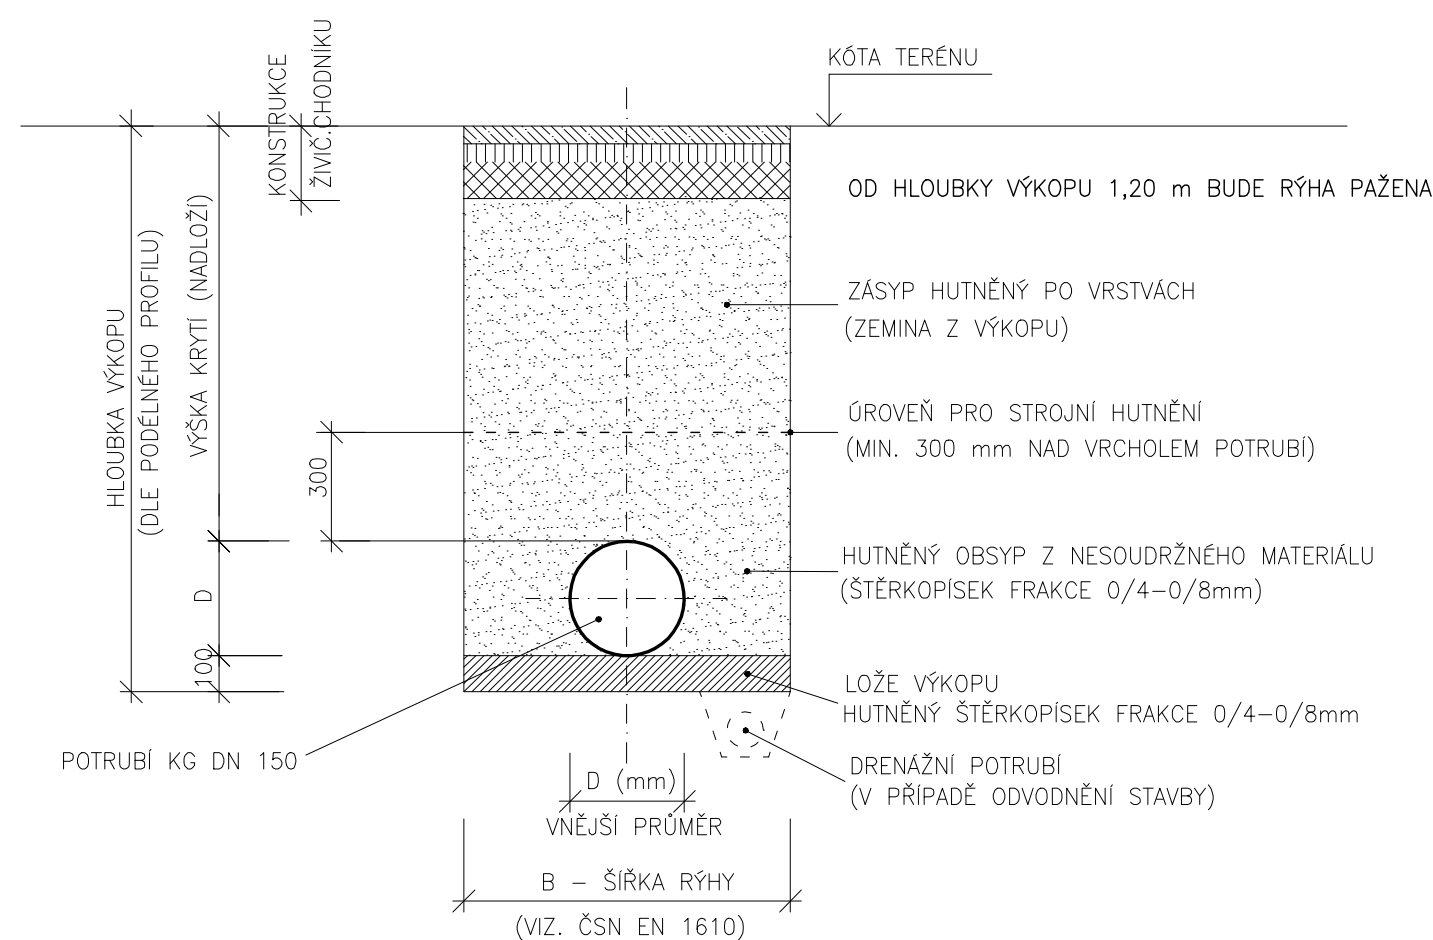 KÓTA TERÉNU
KONSTRUKCE
ŽIVIČ.CHODNÍKU
OD HLOUBKY VÝKOPU 1,20 m BUDE RÝHA PAŽENA
HLOUBKA VÝKOPU
(DLE PODÉLNÉHO PROFILU)
VÝŠKA KRYTÍ (NADLOŽÍ)
ZÁSYP HUTNĚNÝ PO VRSTVÁCH
(ZEMINA Z VÝKOPU)
ÚROVEŇ PRO STROJNÍ HUTNĚNÍ
(MIN. 300 mm NAD VRCHOLEM POTRUBÍ)
300
HUTNĚNÝ OBSYP Z NESOUDRŽNÉHO MATERIÁLU
(ŠTĚRKOPÍSEK FRAKCE 0/4-0/8mm)
D
100
LOŽE VÝKOPU
HUTNĚNÝ ŠTĚRKOPÍSEK FRAKCE 0/4-0/8mm
POTRUBÍ KG DN 150
DRENÁŽNÍ POTRUBÍ
(V PŘÍPADĚ ODVODNĚNÍ STAVBY)
D (mm)
VNĚJŠÍ PRŮMĚR
B - ŠÍŘKA RÝHY
(VIZ. ČSN EN 1610)